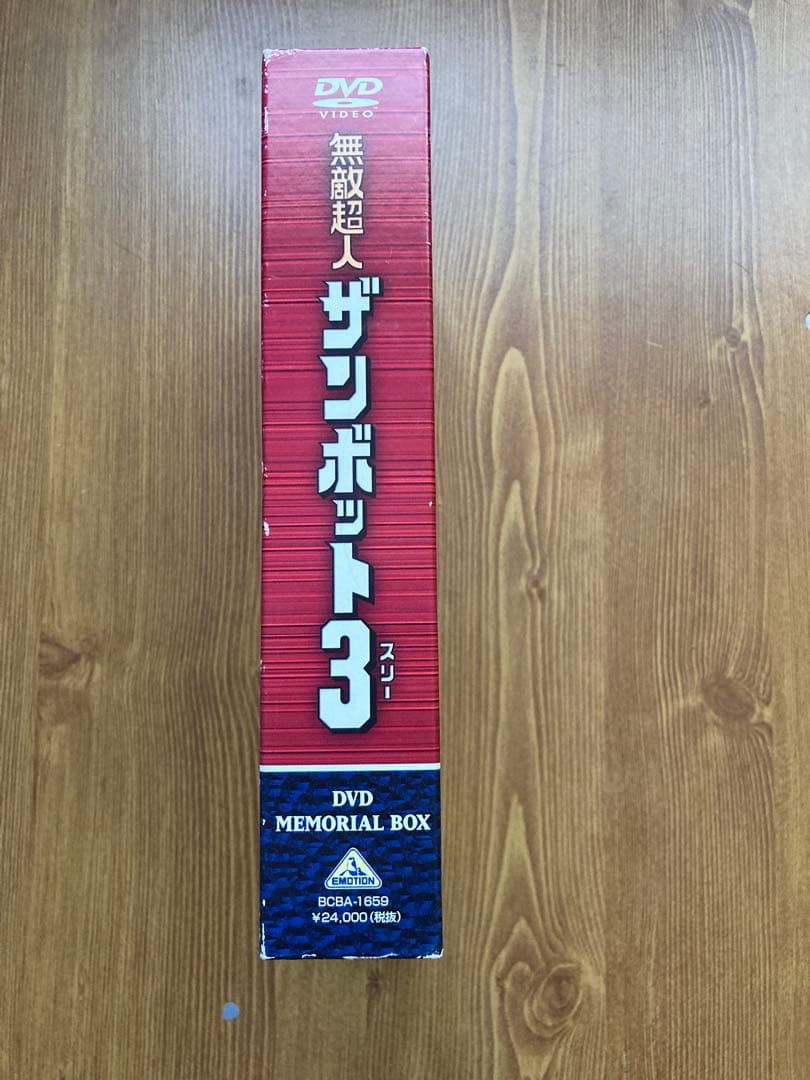 DVD
VIDEO
無敵超人
ザンボット3
スリー
DVD
MEMORIAL BOX
EMOTION
BCBA-1659
¥24,000(税抜)